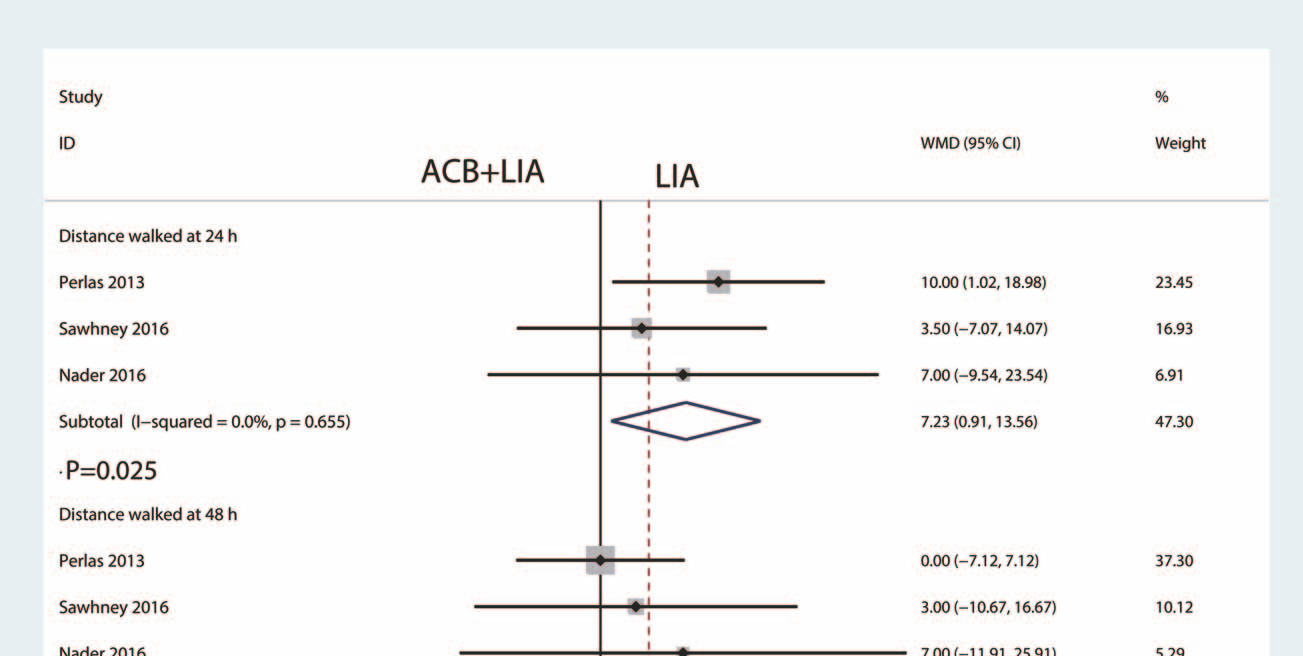 Study %
ID WMD (95% CI) Weight
ACB+LIA LIA
Distance walked at 24 h
Perlas 2013 10.00 (1.02, 18.98) 23.45
Sawhney 2016 3.50 (−7.07, 14.07) 16.93
Nader 2016 7.00 (−9.54, 23.54) 6.91
Subtotal (I−squared = 0.0%, p = 0.655) 7.23 (0.91, 13.56) 47.30
·P=0.025
Distance walked at 48 h
Perlas 2013 0.00 (−7.12, 7.12) 37.30
Sawhney 2016 3.00 (−10.67, 16.67) 10.12
Nader 2016 7.00 (−11.91, 25.91) 5.29